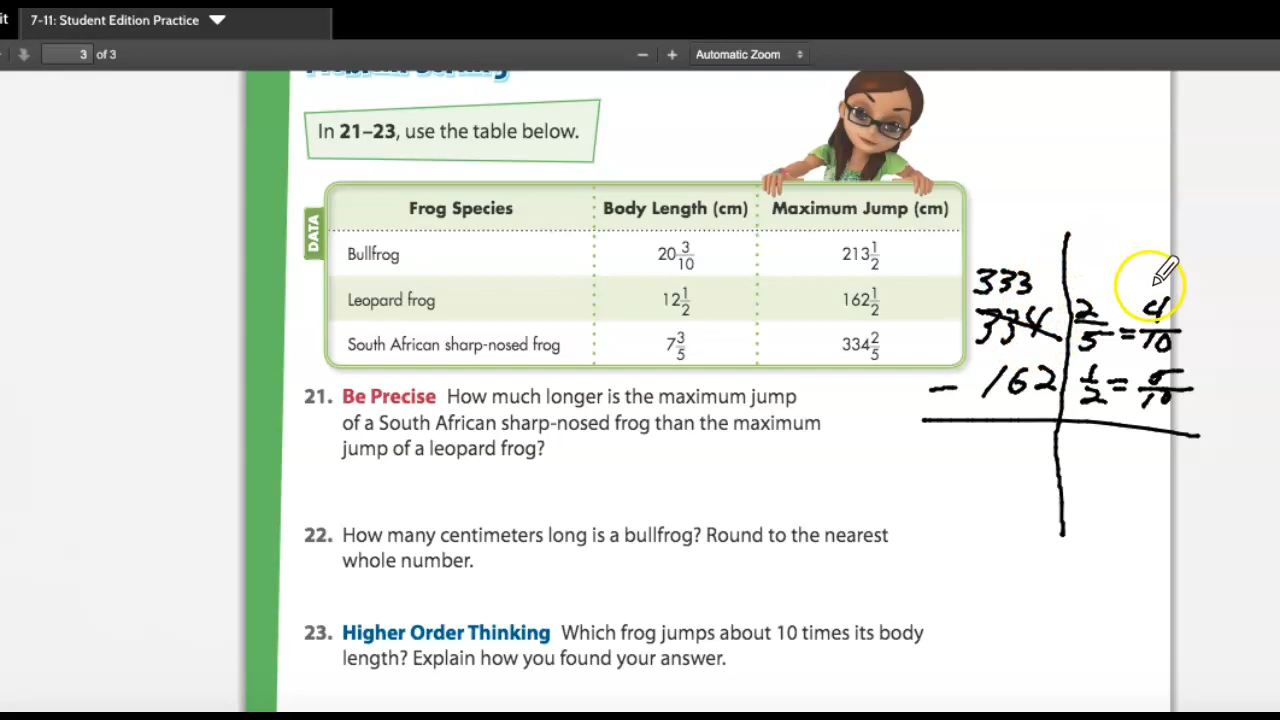 it
7-11: Student Edition Practice
3 of 3
Automatic Zoom
Problem Solving
In 21–23, use the table below.
DATA
Frog Species Body Length (cm) Maximum Jump (cm)
Bullfrog 20 3/10 213 1/2
Leopard frog 12 1/2 162 1/2
South African sharp-nosed frog 7 3/5 334 2/5
333
334 2/5 = 4/10
- 162 1/2 = 5/10
21. Be Precise How much longer is the maximum jump
of a South African sharp-nosed frog than the maximum
jump of a leopard frog?
22. How many centimeters long is a bullfrog? Round to the nearest
whole number.
23. Higher Order Thinking Which frog jumps about 10 times its body
length? Explain how you found your answer.